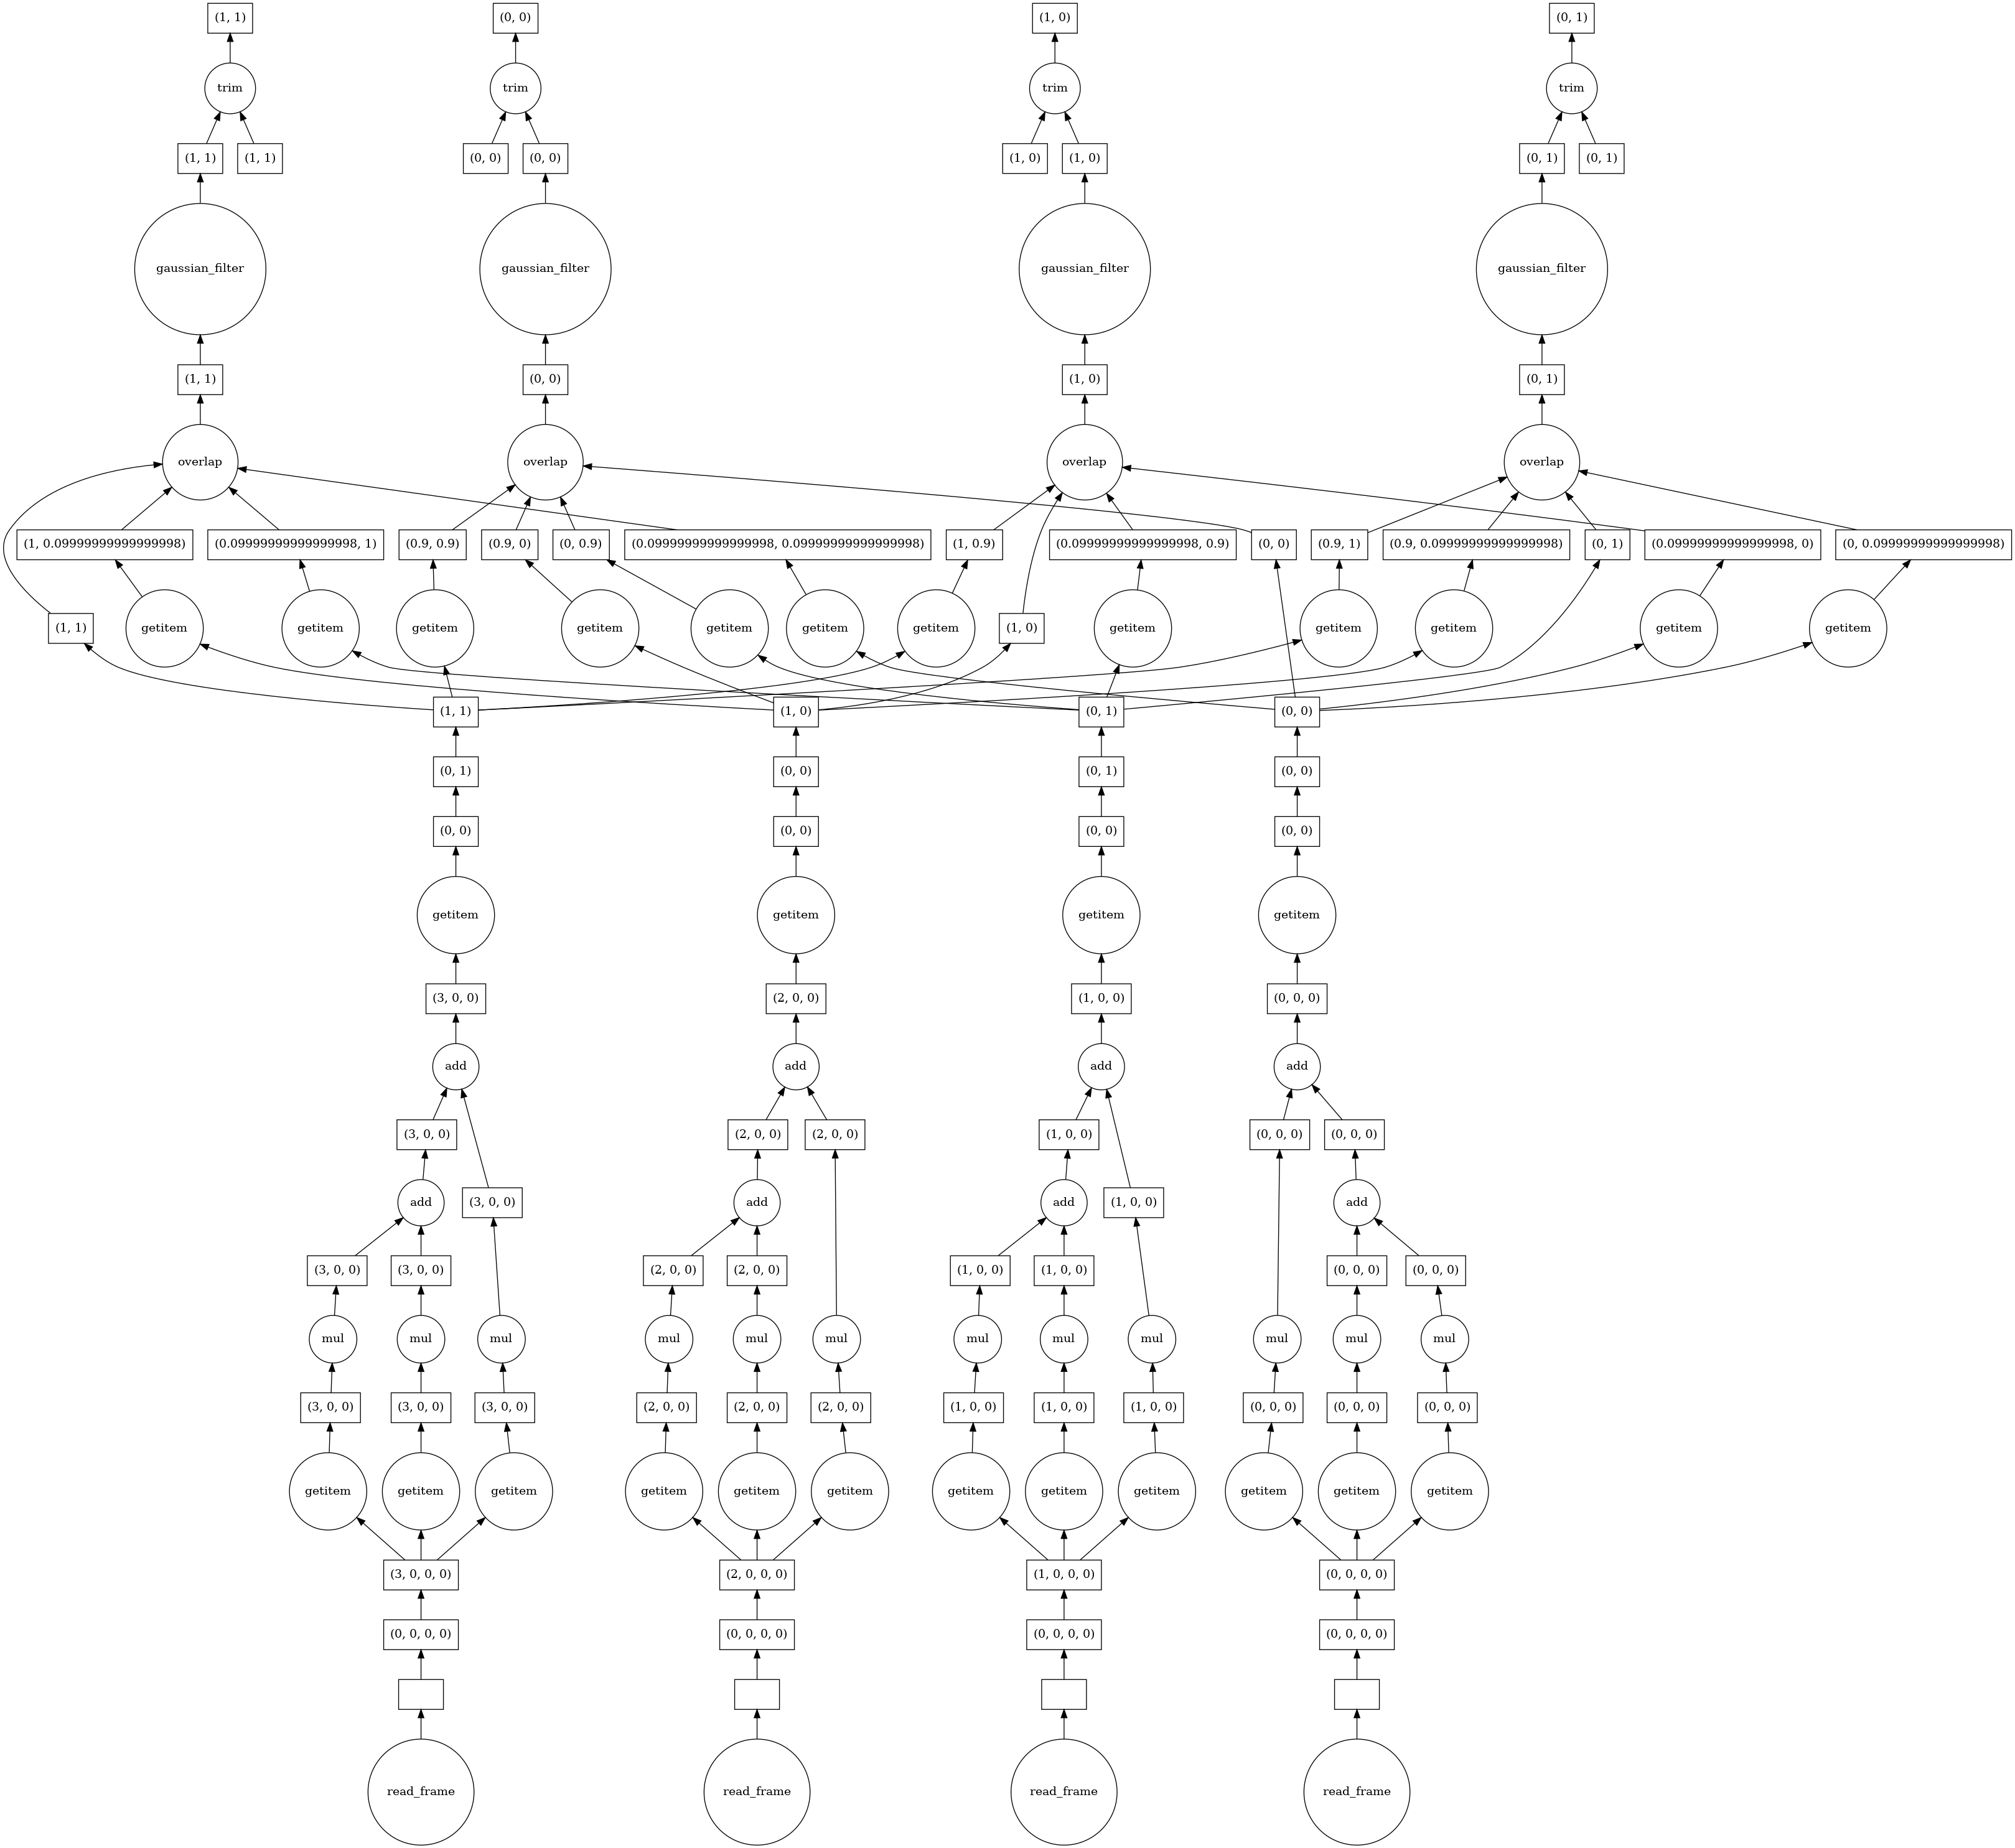 (1, 1)
(0, 0)
(1, 0)
(0, 1)
trim
trim
trim
trim
(1, 1)
(1, 1)
(0, 0)
(0, 0)
(1, 0)
(1, 0)
(0, 1)
(0, 1)
gaussian_filter
gaussian_filter
gaussian_filter
gaussian_filter
(1, 1)
(0, 0)
(1, 0)
(0, 1)
overlap
overlap
overlap
overlap
(1, 0.09999999999999998)
(0.09999999999999998, 1)
(0.9, 0.9)
(0.9, 0)
(0, 0.9)
(0.09999999999999998, 0.09999999999999998)
(1, 0.9)
(0.09999999999999998, 0.9)
(0, 0)
(0.9, 1)
(0.9, 0.09999999999999998)
(0, 1)
(0.09999999999999998, 0)
(0, 0.09999999999999998)
(1, 1)
getitem
getitem
getitem
getitem
getitem
getitem
getitem
(1, 0)
getitem
getitem
getitem
getitem
getitem
(1, 1)
(1, 0)
(0, 1)
(0, 0)
(0, 1)
(0, 0)
(0, 1)
(0, 0)
(0, 0)
(0, 0)
(0, 0)
(0, 0)
getitem
getitem
getitem
getitem
(3, 0, 0)
(2, 0, 0)
(1, 0, 0)
(0, 0, 0)
add
add
add
add
(3, 0, 0)
(2, 0, 0)
(2, 0, 0)
(1, 0, 0)
(0, 0, 0)
(0, 0, 0)
add
(3, 0, 0)
add
add
(1, 0, 0)
add
(3, 0, 0)
(3, 0, 0)
(2, 0, 0)
(2, 0, 0)
(1, 0, 0)
(1, 0, 0)
(0, 0, 0)
(0, 0, 0)
mul
mul
mul
mul
mul
mul
mul
mul
mul
mul
mul
mul
(3, 0, 0)
(3, 0, 0)
(3, 0, 0)
(2, 0, 0)
(2, 0, 0)
(2, 0, 0)
(1, 0, 0)
(1, 0, 0)
(1, 0, 0)
(0, 0, 0)
(0, 0, 0)
(0, 0, 0)
getitem
getitem
getitem
getitem
getitem
getitem
getitem
getitem
getitem
getitem
getitem
getitem
(3, 0, 0, 0)
(2, 0, 0, 0)
(1, 0, 0, 0)
(0, 0, 0, 0)
(0, 0, 0, 0)
(0, 0, 0, 0)
(0, 0, 0, 0)
(0, 0, 0, 0)
read_frame
read_frame
read_frame
read_frame